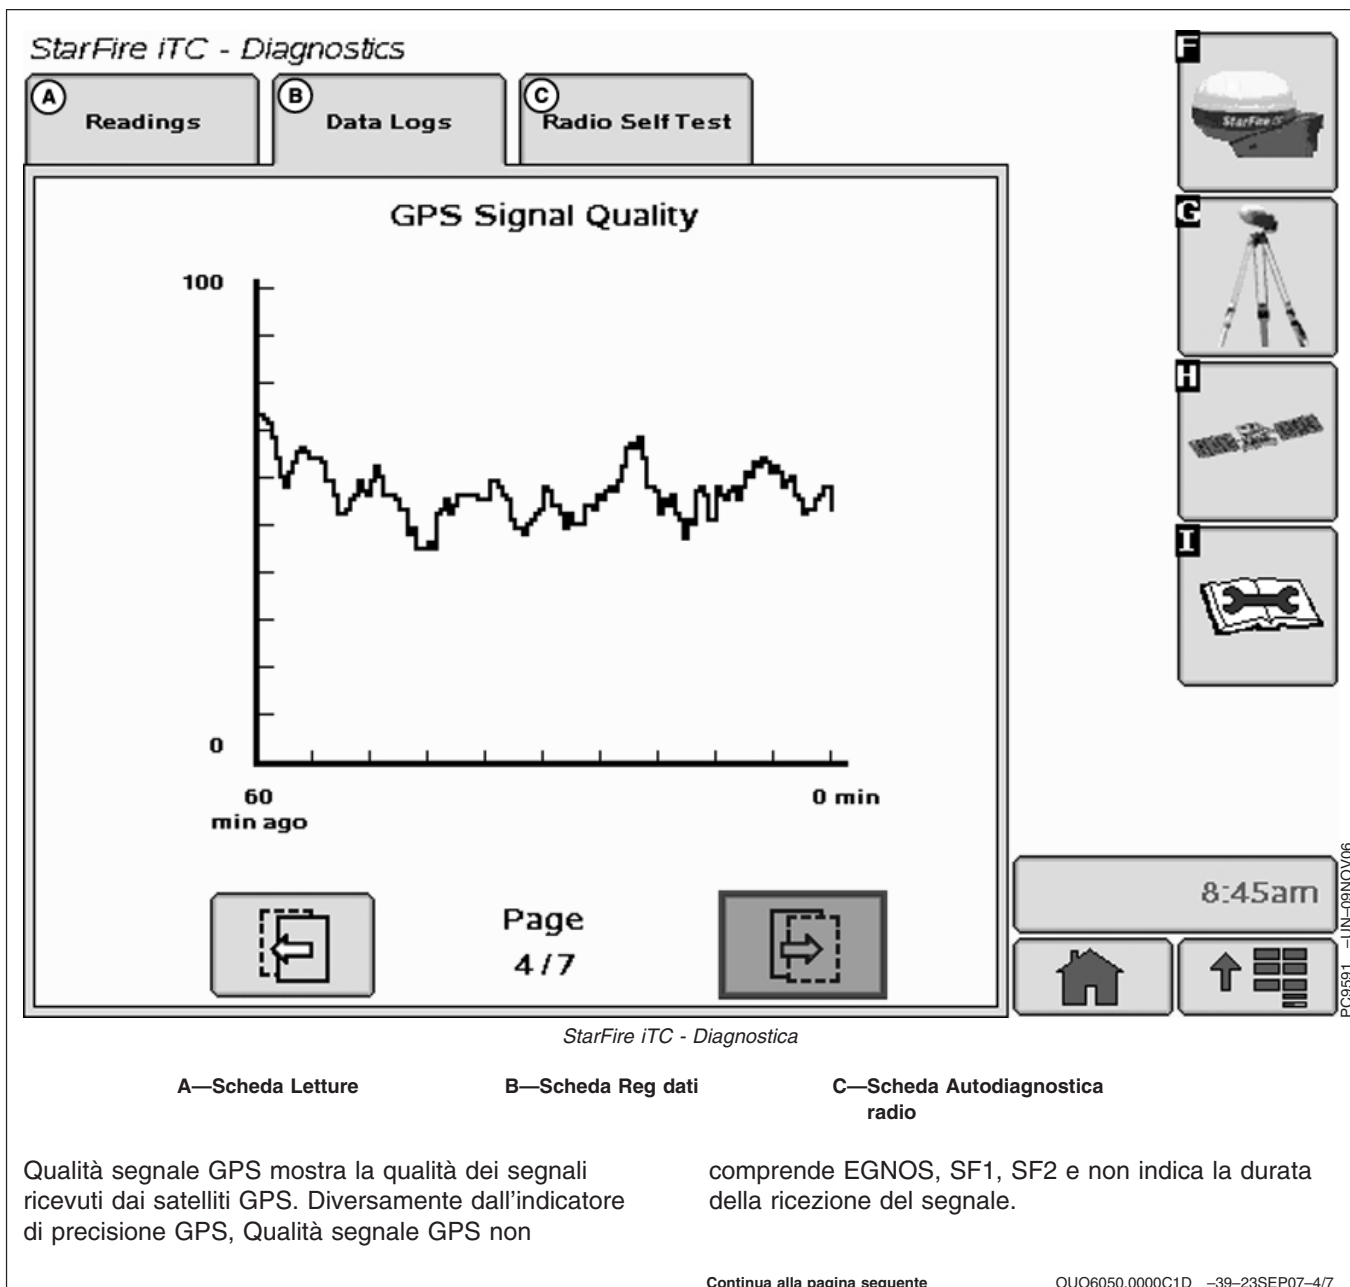 StarFire iTC - Diagnostics
A
Readings
B
Data Logs
C
Radio Self Test
F
StarFire iTC
G
H
I
GPS Signal Quality
100
0
60
min ago
0 min
Page
4 / 7
8:45am
PC9591 –UN–09NOV06
StarFire iTC - Diagnostica
A—Scheda Letture
B—Scheda Reg dati
C—Scheda Autodiagnostica
radio
Qualità segnale GPS mostra la qualità dei segnali
ricevuti dai satelliti GPS. Diversamente dall'indicatore
di precisione GPS, Qualità segnale GPS non
comprende EGNOS, SF1, SF2 e non indica la durata
della ricezione del segnale.
Continua alla pagina seguente
OUO6050,0000C1D –39–23SEP07–4/7